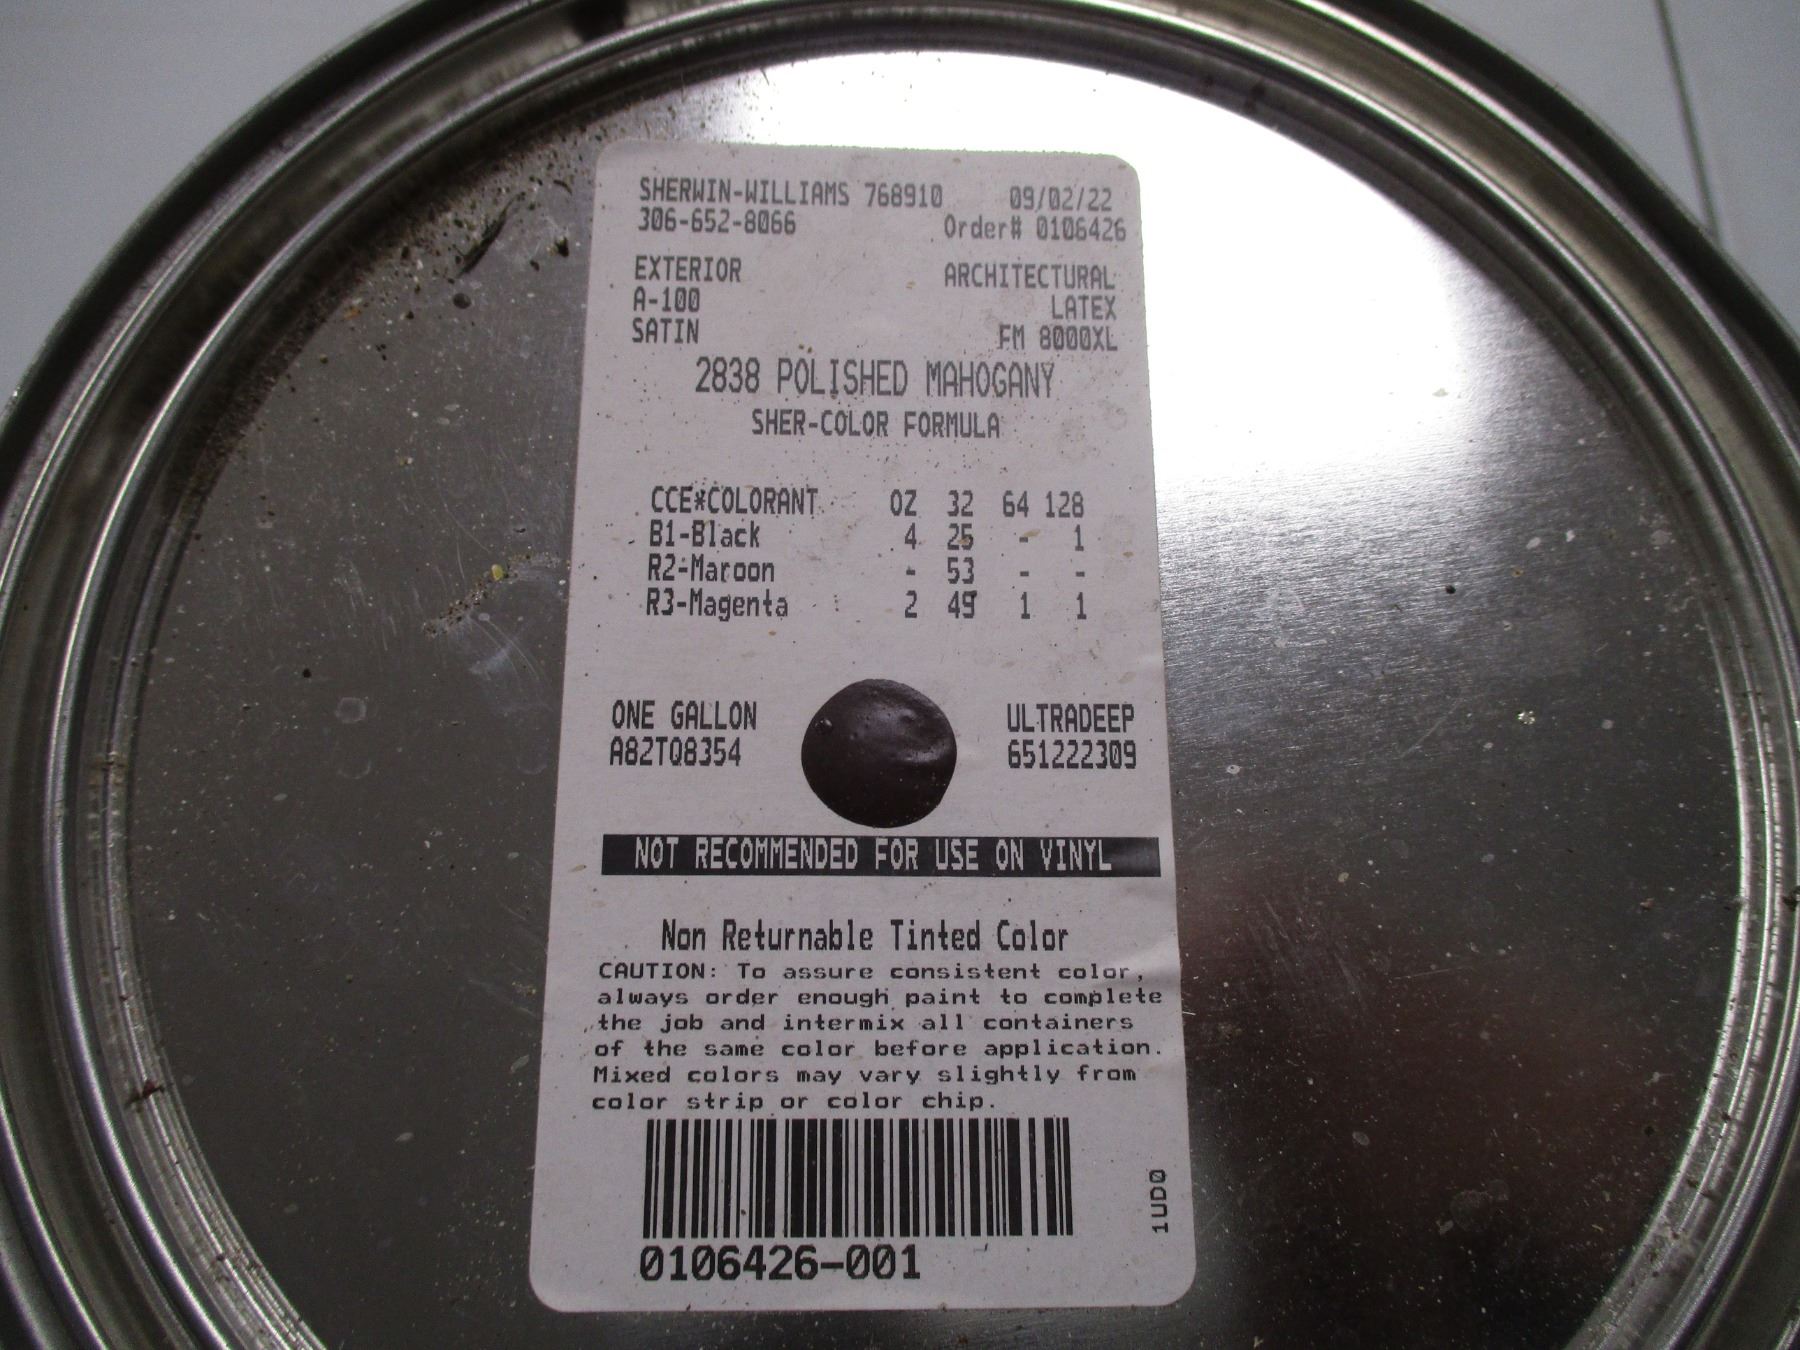 SHERWIN-WILLIAMS 768910 09/02/22
306-652-8066 Order# 0106426
EXTERIOR ARCHITECTURAL
A-100 LATEX
SATIN FM 8000XL
2838 POLISHED MAHOGANY
SHER-COLOR FORMULA
CCE*COLORANT OZ 32 64 128
B1-Black 4 25 - 1
R2-Maroon - 53 - -
R3-Magenta 2 49 1 1
ONE GALLON ULTRADEEP
A82TQ8354 651222309
NOT RECOMMENDED FOR USE ON VINYL
Non Returnable Tinted Color
CAUTION: To assure consistent color,
always order enough paint to complete
the job and intermix all containers
of the same color before application.
Mixed colors may vary slightly from
color strip or color chip.
1UD0
0106426-001